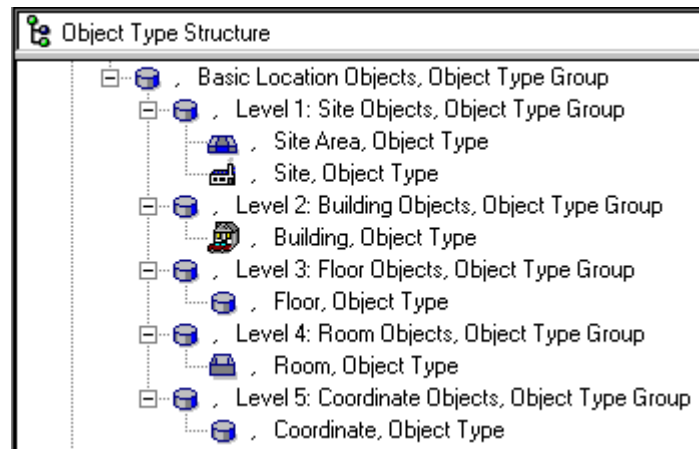 Object Type Structure
, Basic Location Objects, Object Type Group
, Level 1: Site Objects, Object Type Group
, Site Area, Object Type
, Site, Object Type
, Level 2: Building Objects, Object Type Group
, Building, Object Type
, Level 3: Floor Objects, Object Type Group
, Floor, Object Type
, Level 4: Room Objects, Object Type Group
, Room, Object Type
, Level 5: Coordinate Objects, Object Type Group
, Coordinate, Object Type